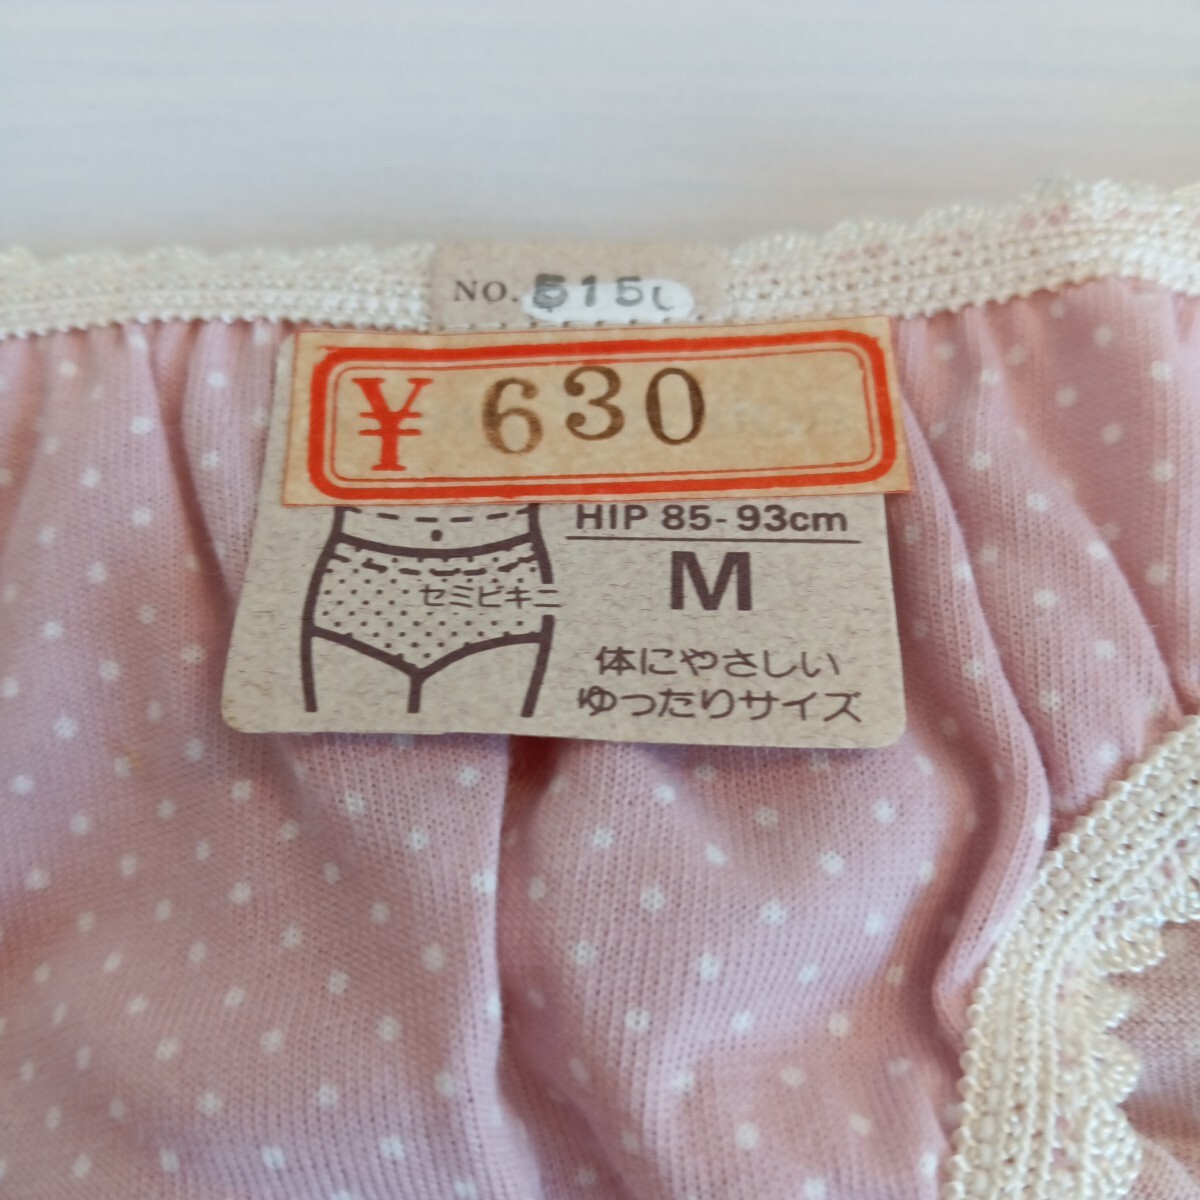 NO. 515
¥ 630
HIP 85-93cm
M
セミビキニ
体にやさしい
ゆったりサイズ